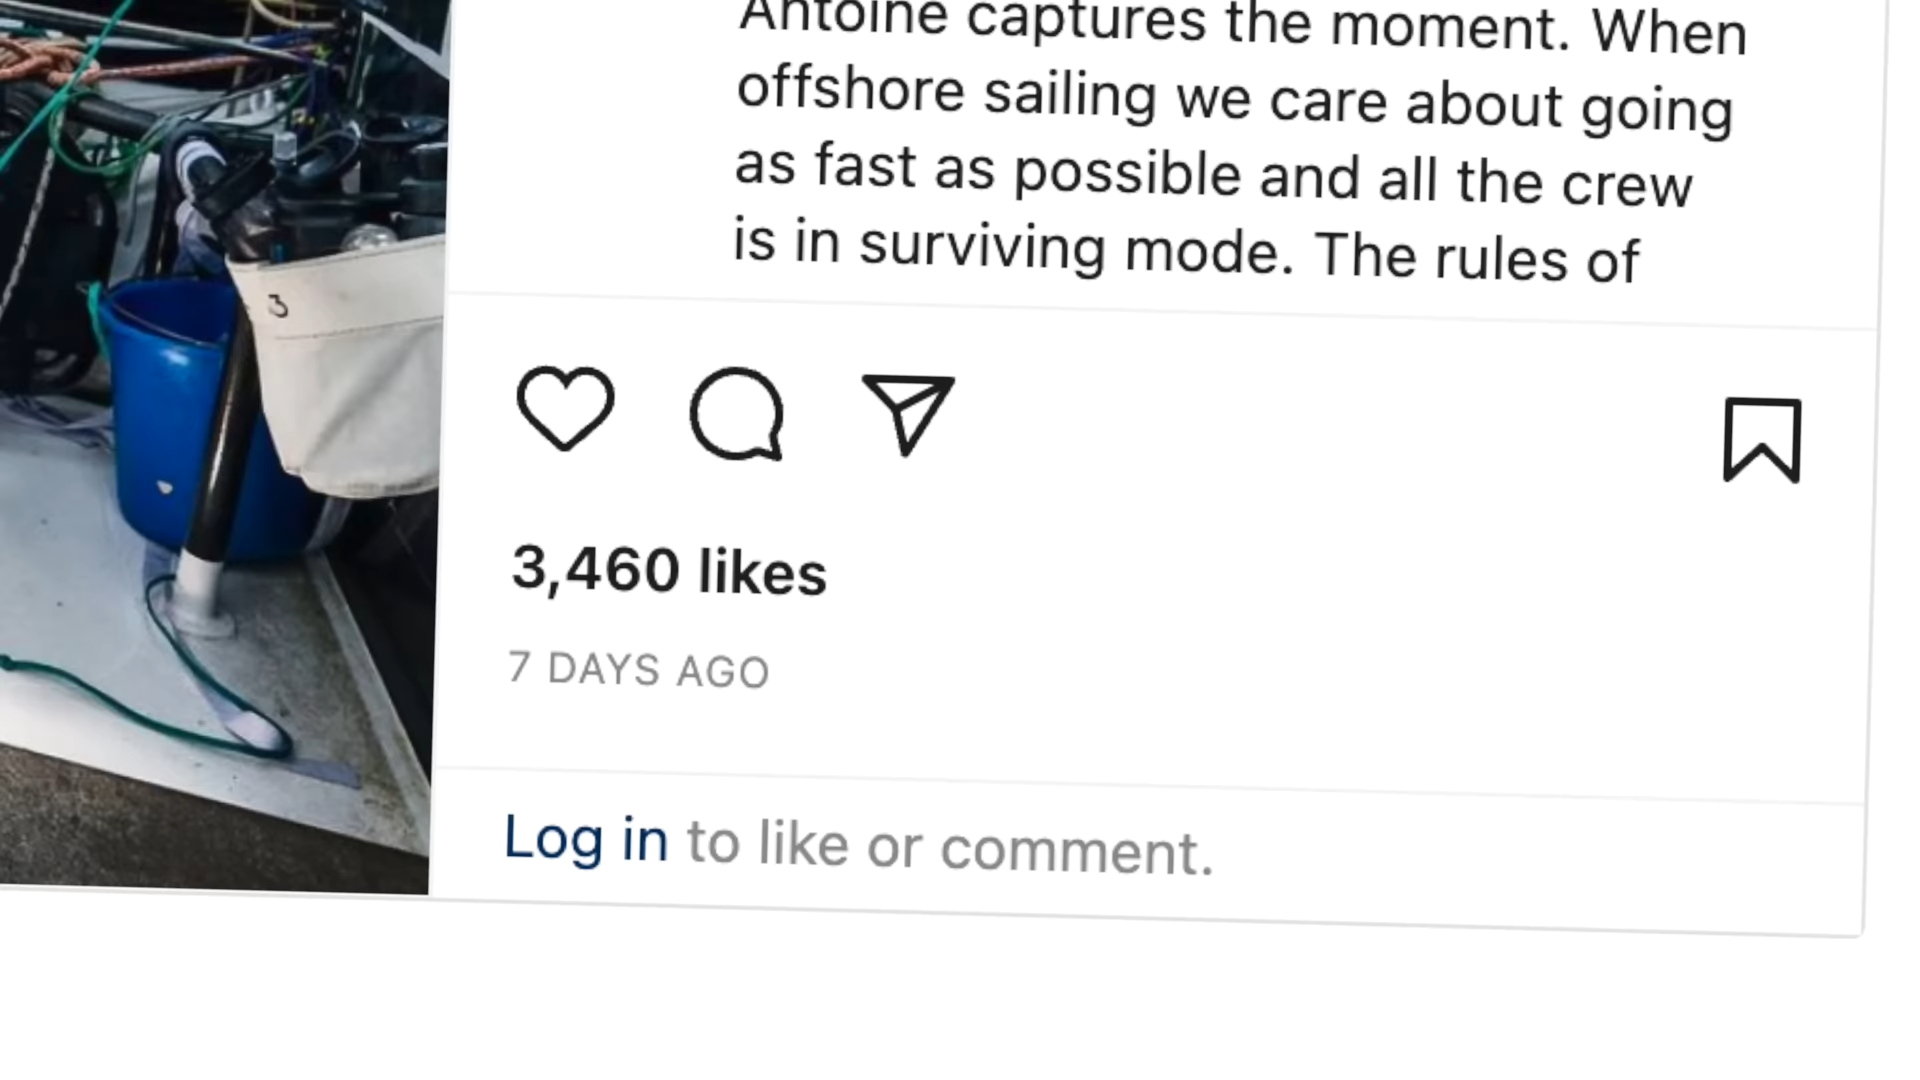 Antoine captures the moment. When
offshore sailing we care about going
as fast as possible and all the crew
is in surviving mode. The rules of
3
3,460 likes
7 DAYS AGO
Log in to like or comment.